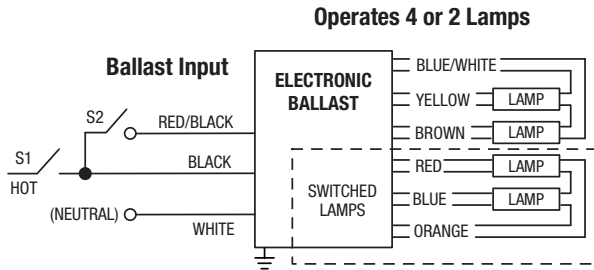 Operates 4 or 2 Lamps
Ballast Input
ELECTRONIC
BALLAST
BLUE/WHITE
YELLOW
LAMP
BROWN
LAMP
S2
RED/BLACK
S1
HOT
BLACK
(NEUTRAL)
WHITE
SWITCHED
LAMPS
RED
LAMP
BLUE
LAMP
ORANGE